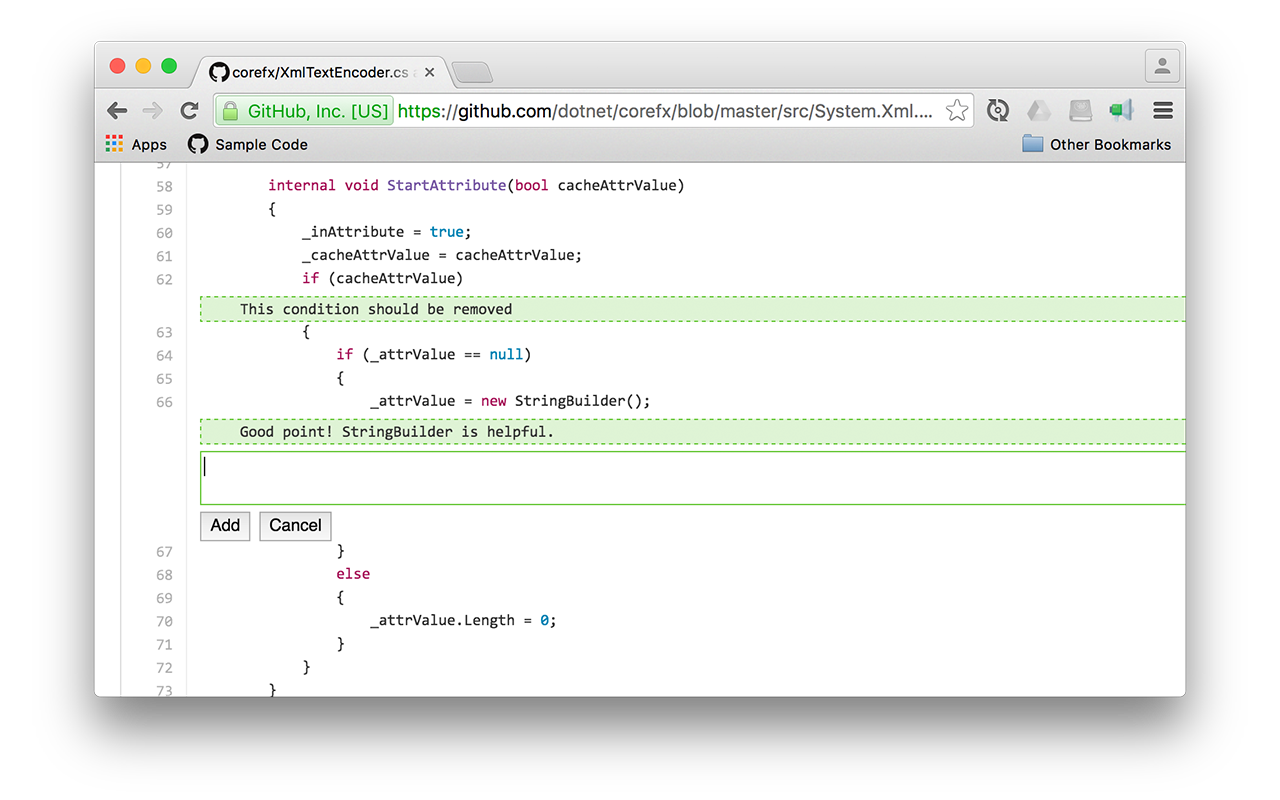 corefx/XmlTextEncoder.cs
GitHub, Inc. [US] https://github.com/dotnet/corefx/blob/master/src/System.Xml....
Apps Sample Code Other Bookmarks
57
58 internal void StartAttribute(bool cacheAttrValue)
59 {
60 _inAttribute = true;
61 _cacheAttrValue = cacheAttrValue;
62 if (cacheAttrValue)
This condition should be removed
63 {
64 if (_attrValue == null)
65 {
66 _attrValue = new StringBuilder();
Good point! StringBuilder is helpful.
Add Cancel
67 }
68 else
69 {
70 _attrValue.Length = 0;
71 }
72 }
73 }